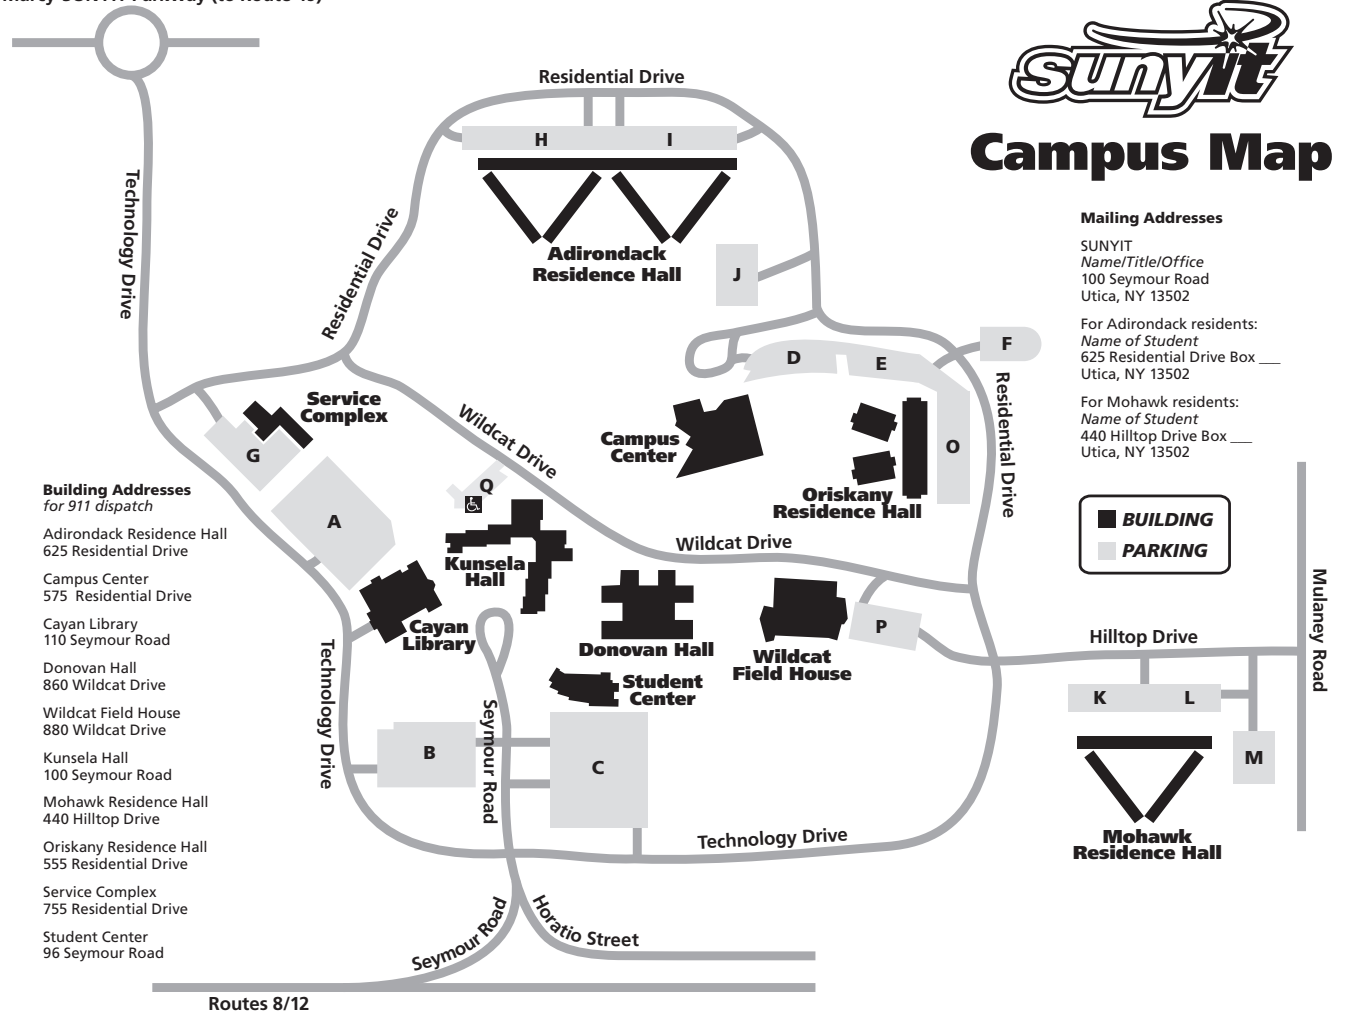 sunyit
Campus Map
Residential Drive
H
I
Adirondack
Residence Hall
J
Technology Drive
Residential Drive
Service
Complex
G
A
Wildcat Drive
Q
Kunsela
Hall
Cayan
Library
Campus
Center
D
E
F
O
Residential Drive
Oriskany
Residence Hall
Wildcat Drive
Donovan Hall
Wildcat
Field House
P
Student
Center
Technology Drive
B
Seymour Road
C
Technology Drive
Seymour Road
Horatio Street
Routes 8/12
Hilltop Drive
Mulaney Road
K
L
M
Mohawk
Residence Hall
Mailing Addresses
SUNYIT
Name/Title/Office
100 Seymour Road
Utica, NY 13502
For Adirondack residents:
Name of Student
625 Residential Drive Box ___
Utica, NY 13502
For Mohawk residents:
Name of Student
440 Hilltop Drive Box ___
Utica, NY 13502
BUILDING
PARKING
Building Addresses
for 911 dispatch
Adirondack Residence Hall
625 Residential Drive
Campus Center
575 Residential Drive
Cayan Library
110 Seymour Road
Donovan Hall
860 Wildcat Drive
Wildcat Field House
880 Wildcat Drive
Kunsela Hall
100 Seymour Road
Mohawk Residence Hall
440 Hilltop Drive
Oriskany Residence Hall
555 Residential Drive
Service Complex
755 Residential Drive
Student Center
96 Seymour Road